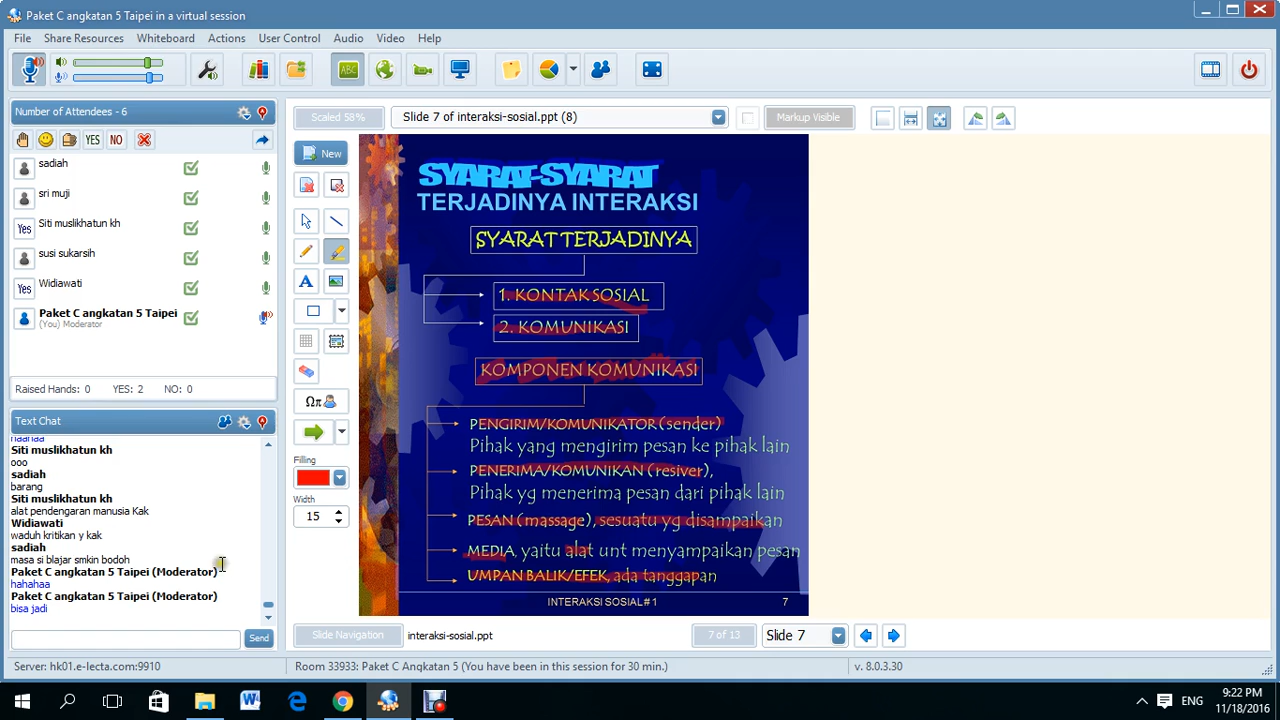 Paket C angkatan 5 Taipei in a virtual session
File Share Resources Whiteboard Actions User Control Audio Video Help
ABC
Number of Attendees - 6
YES NO
sadiah
sri muji
Yes Siti muslikhatun kh
susi sukarsih
Yes Widiawati
Paket C angkatan 5 Taipei
(You) Moderator
Raised Hands: 0 YES: 2 NO: 0
Text Chat
hahaha
Siti muslikhatun kh
ooo
sadiah
barang
Siti muslikhatun kh
alat pendengaran manusia Kak
Widiawati
waduh kritikan y kak
sadiah
masa si blajar smkin bodoh
Paket C angkatan 5 Taipei (Moderator)
hahahaa
Paket C angkatan 5 Taipei (Moderator)
bisa jadi
Send
Scaled 58%
Slide 7 of interaksi-sosial.ppt (8)
Markup Visible
New
A
Ωπ
Filling
Width
15
SYARAT-SYARAT
TERJADINYA INTERAKSI
SYARAT TERJADINYA
1. KONTAK SOSIAL
2. KOMUNIKASI
KOMPONEN KOMUNIKASI
PENGIRIM/KOMUNIKATOR (sender)
Pihak yang mengirim pesan ke pihak lain
PENERIMA/KOMUNIKAN (resiver),
Pihak yg menerima pesan dari pihak lain
PESAN (massage), sesuatu yg disampaikan
MEDIA, yaitu alat unt menyampaikan pesan
UMPAN BALIK/EFEK, ada tanggapan
INTERAKSI SOSIAL # 1
7
Slide Navigation
interaksi-sosial.ppt
7 of 13
Slide 7
Server: hk01.e-lecta.com:9910
Room 33933: Paket C Angkatan 5 (You have been in this session for 30 min.)
v. 8.0.3.30
ENG
9:22 PM
11/18/2016